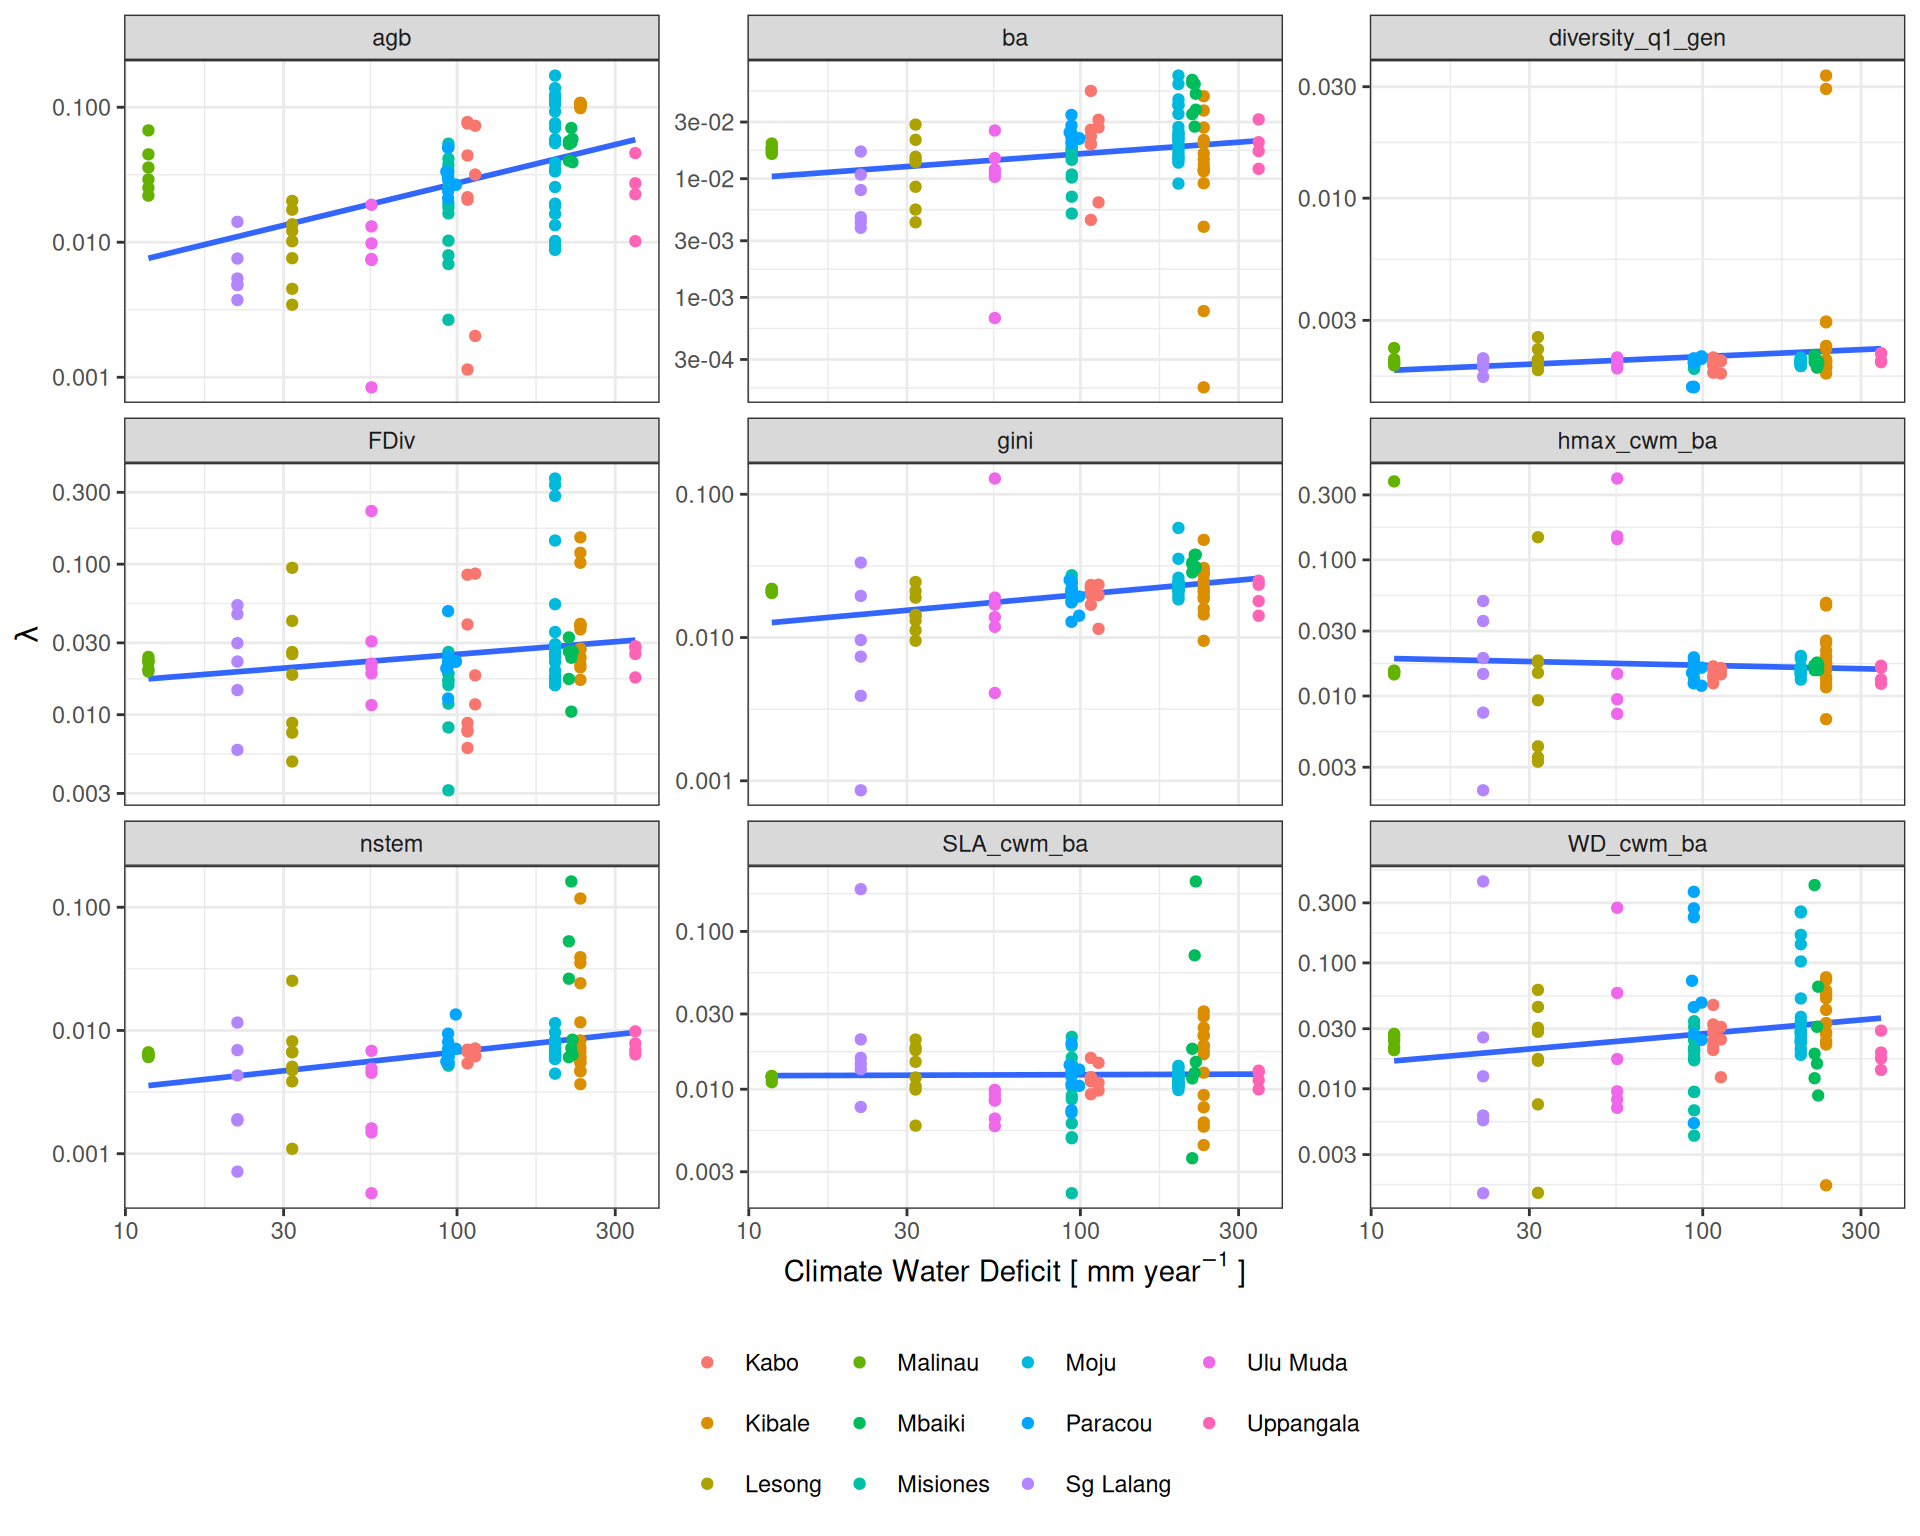 agb ba diversity_q1_gen
0.100
0.010
0.001
3e-02
1e-02
3e-03
1e-03
3e-04
0.030
0.010
0.003
FDiv gini hmax_cwm_ba
λ
0.300
0.100
0.030
0.010
0.003
0.100
0.010
0.001
0.300
0.100
0.030
0.010
0.003
nstem SLA_cwm_ba WD_cwm_ba
0.100
0.010
0.001
0.100
0.030
0.010
0.003
0.300
0.100
0.030
0.010
0.003
10 30 100 300 10 30 100 300 10 30 100 300
Climate Water Deficit [ mm year⁻¹ ]
Kabo Malinau Moju Ulu Muda
Kibale Mbaiki Paracou Uppangala
Lesong Misiones Sg Lalang